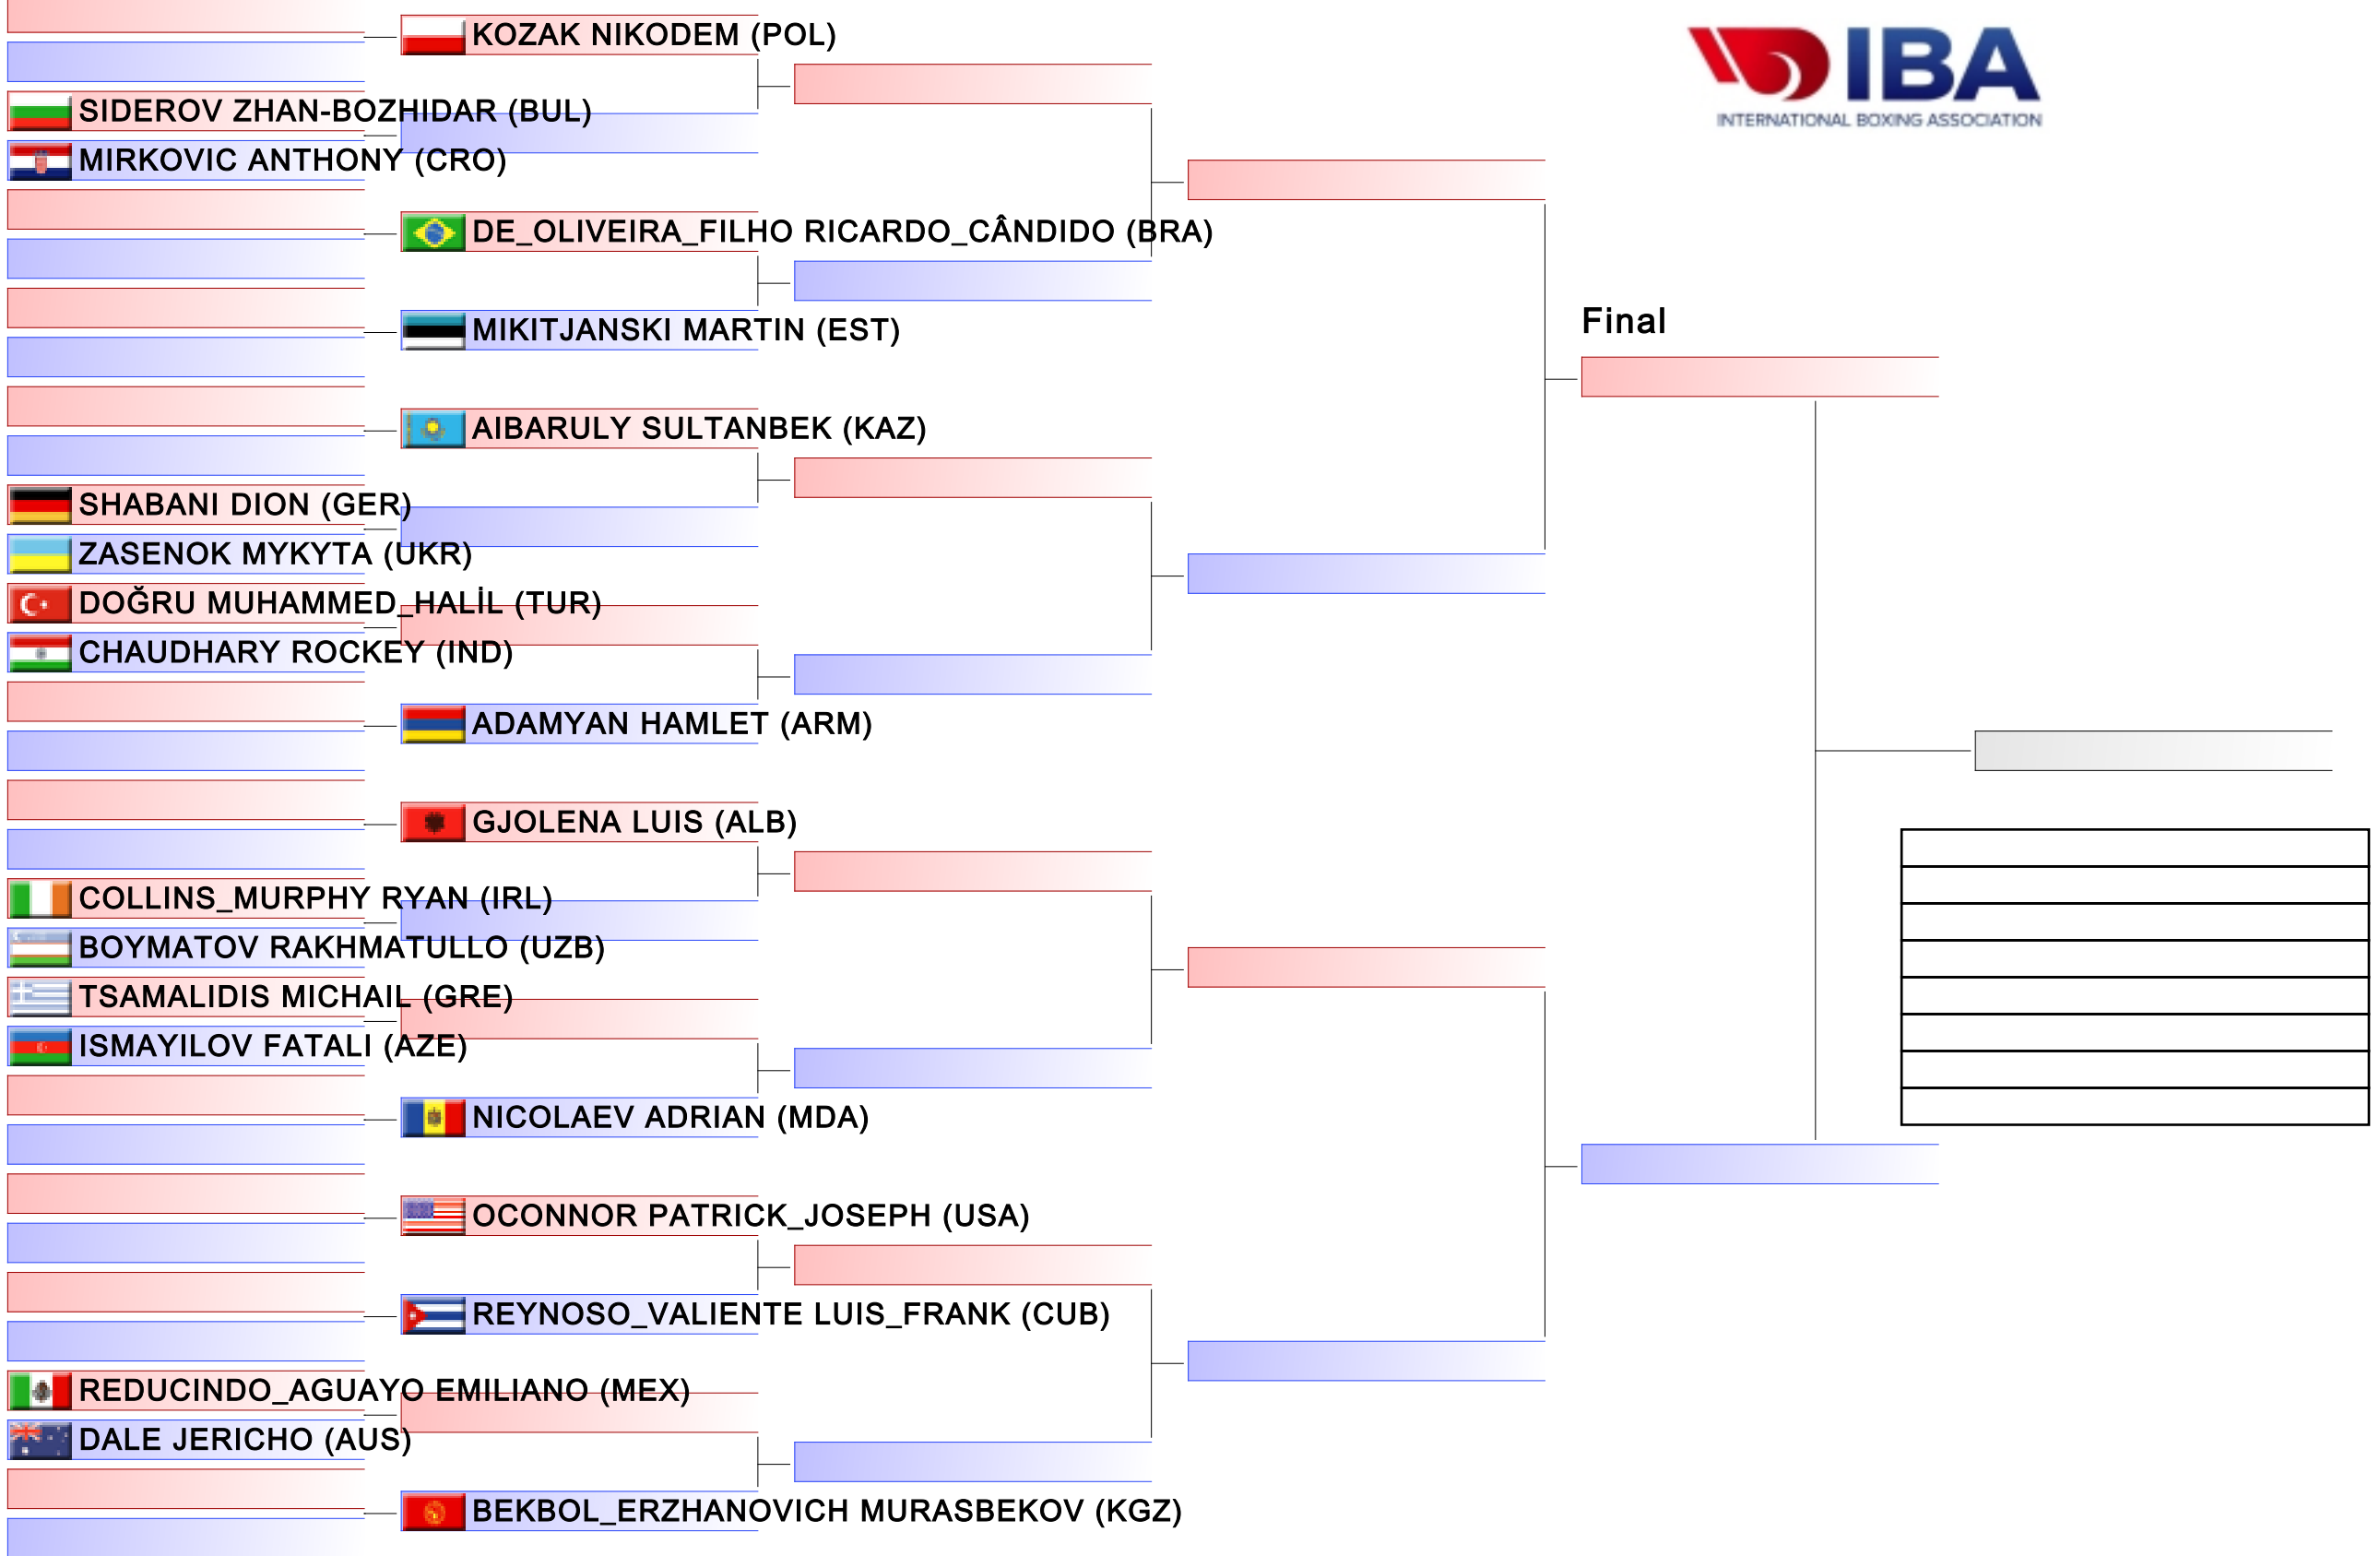 KOZAK NIKODEM (POL)
IBA
INTERNATIONAL BOXING ASSOCIATION
SIDEROV ZHAN-BOZHIDAR (BUL)
MIRKOVIC ANTHONY (CRO)
DE_OLIVEIRA_FILHO RICARDO_CÂNDIDO (BRA)
MIKITJANSKI MARTIN (EST)
Final
AIBARULY SULTANBEK (KAZ)
SHABANI DION (GER)
ZASENOK MYKYTA (UKR)
DOĞRU MUHAMMED_HALİL (TUR)
CHAUDHARY ROCKEY (IND)
ADAMYAN HAMLET (ARM)
GJOLENA LUIS (ALB)
COLLINS_MURPHY RYAN (IRL)
BOYMATOV RAKHMATULLO (UZB)
TSAMALIDIS MICHAIL (GRE)
ISMAYILOV FATALI (AZE)
NICOLAEV ADRIAN (MDA)
OCONNOR PATRICK_JOSEPH (USA)
REYNOSO_VALIENTE LUIS_FRANK (CUB)
REDUCINDO_AGUAYO EMILIANO (MEX)
DALE JERICHO (AUS)
BEKBOL_ERZHANOVICH MURASBEKOV (KGZ)